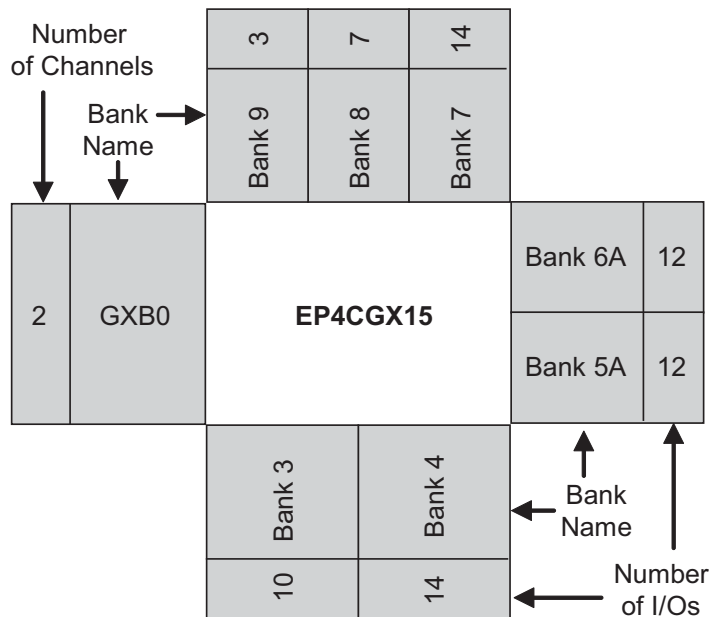 Number
of Channels
Bank
Name
3
7
14
Bank 9
Bank 8
Bank 7
2
GXB0
EP4CGX15
Bank 6A
12
Bank 5A
12
Bank 3
Bank 4
10
14
Bank
Name
Number
of I/Os